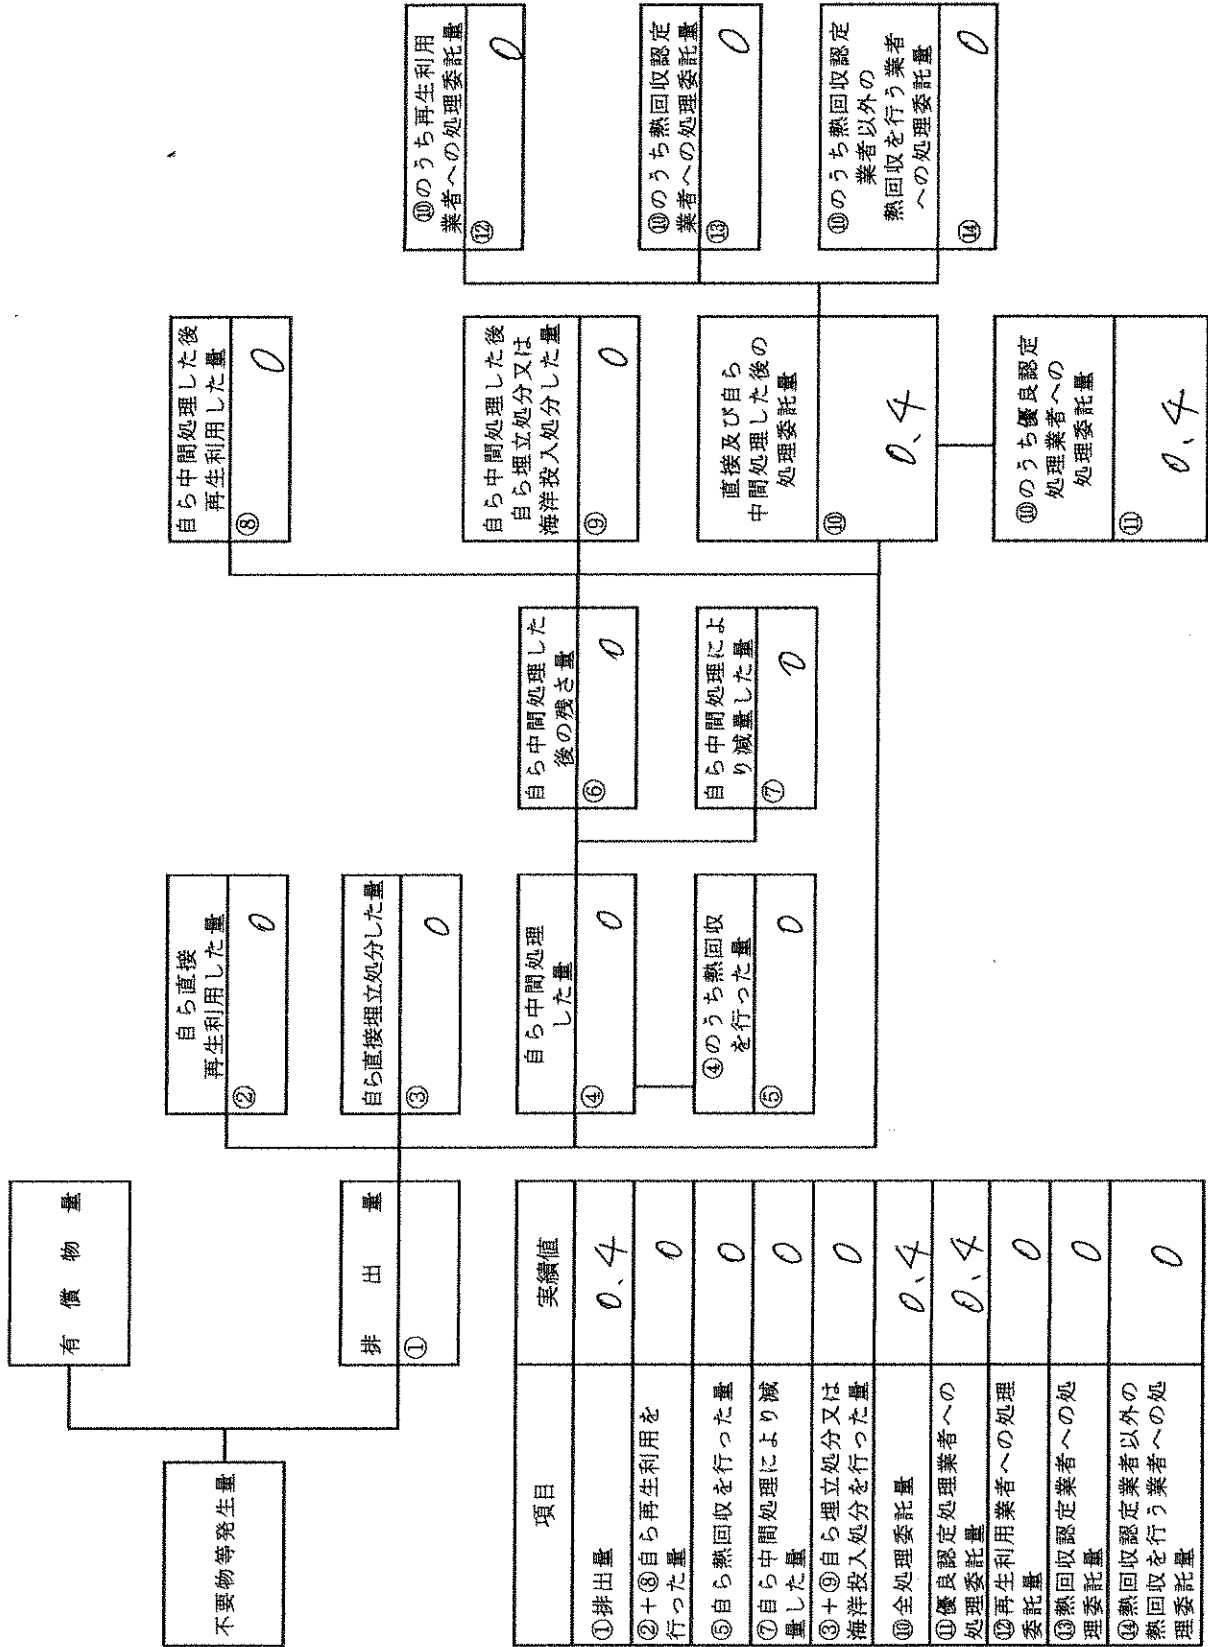 不要物等発生量
有償物量
排出量
①
自ら直接
再生利用した量
② 0
自ら直接埋立処分した量
③ 0
自ら中間処理
した量
④ 0
④のうち熱回収
を行った量
⑤ 0
自ら中間処理した
後の残さ量
⑥ 0
自ら中間処理によ
り減量した量
⑦ 0
自ら中間処理した後
再生利用した量
⑧ 0
自ら中間処理した後
自ら埋立処分又は
海洋投入処分した量
⑨ 0
直接及び自ら
中間処理した後の
処理委託量
⑩ 0、4
⑩のうち優良認定
処理業者への
処理委託量
⑪ 0、4
⑩のうち再生利用
業者への処理委託量
⑫ 0
⑩のうち熱回収認定
業者への処理委託量
⑬ 0
⑩のうち熱回収認定
業者以外の
熱回収を行う業者
への処理委託量
⑭ 0
項目 実績値
①排出量 0、4
②+⑧自ら再生利用を
行った量 0
⑤自ら熱回収を行った量 0
⑦自ら中間処理により減
量した量 0
③+⑨自ら埋立処分又は
海洋投入処分を行った量 0
⑩全処理委託量 0、4
⑪優良認定処理業者への
処理委託量 0、4
⑫再生利用業者への処理
委託量 0
⑬熱回収認定業者への処
理委託量 0
⑭熱回収認定業者以外の
熱回収を行う業者への処
理委託量 0